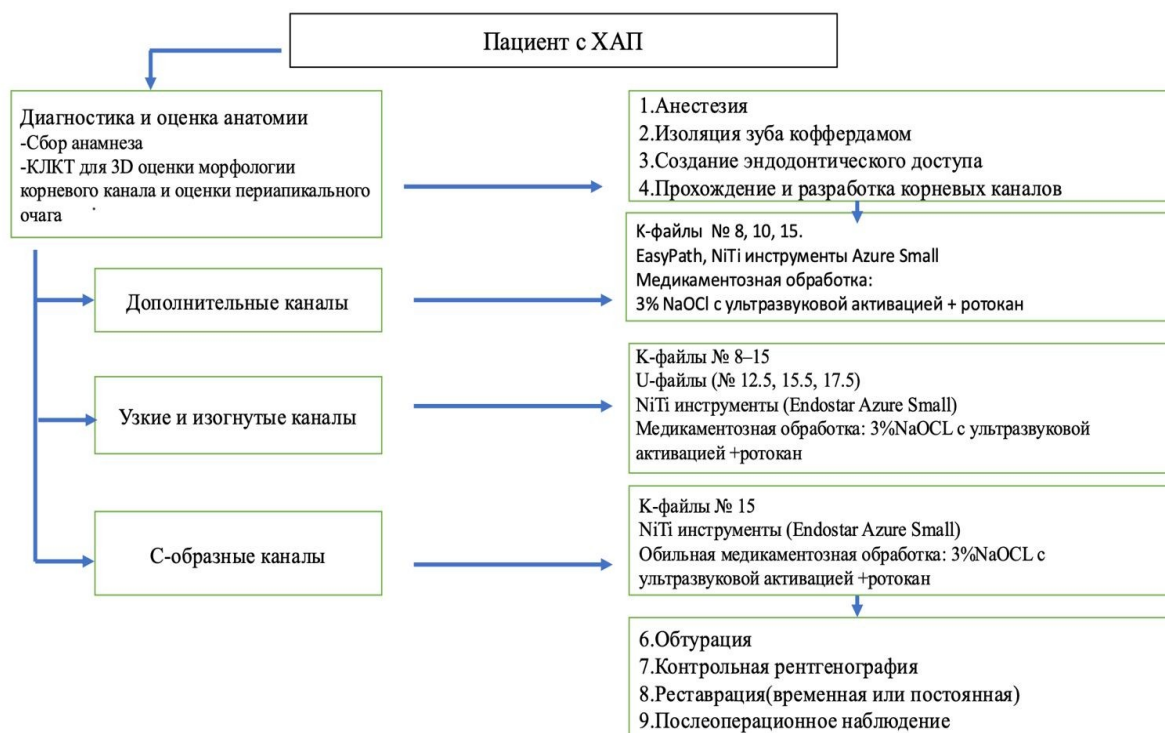 Пациент с ХАП
Диагностика и оценка анатомии
-Сбор анамнеза
-КЛКТ для 3D оценки морфологии
корневого канала и оценки периапикального
очага
1.Анестезия
2.Изоляция зуба коффердамом
3.Создание эндодонтического доступа
4.Прохождение и разработка корневых каналов
Дополнительные каналы
К-файлы № 8, 10, 15.
EasyPath, NiTi инструменты Azure Small
Медикаментозная обработка:
3% NaOCl с ультразвуковой активацией + ротокан
Узкие и изогнутые каналы
К-файлы № 8–15
U-файлы (№ 12.5, 15.5, 17.5)
NiTi инструменты (Endostar Azure Small)
Медикаментозная обработка: 3%NaOCL с ультразвуковой
активацией +ротокан
С-образные каналы
К-файлы № 15
NiTi инструменты (Endostar Azure Small)
Обильная медикаментозная обработка: 3%NaOCL с
ультразвуковой активацией +ротокан
6.Обтурация
7.Контрольная рентгенография
8.Реставрация(временная или постоянная)
9.Послеоперационное наблюдение